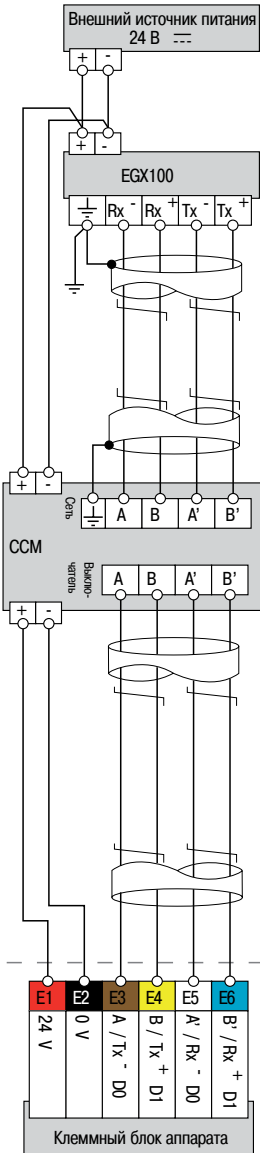 Внешний источник питания
24 В
+ -
+ -
EGX100
Rx - Rx + Tx - Tx +
+ -
Сеть
A B A' B'
CCM
Выклю-
чатель
A B A' B'
+ -
E1 E2 E3 E4 E5 E6
24 V
0 V
A / Tx - D0
B / Tx + D1
A' / Rx - D0
B' / Rx + D1
Клеммный блок аппарата